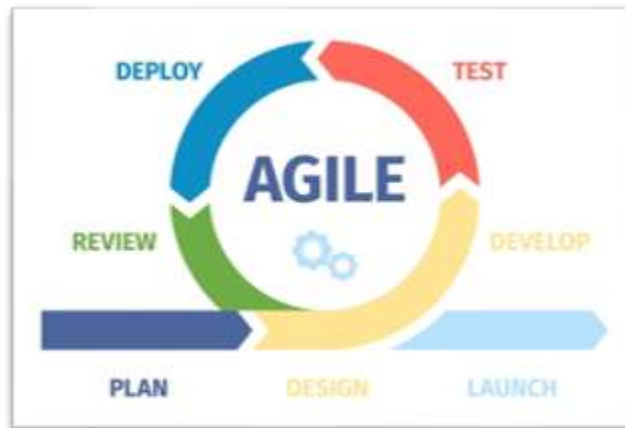 DEPLOY TEST
AGILE
REVIEW DEVELOP
PLAN DESIGN LAUNCH